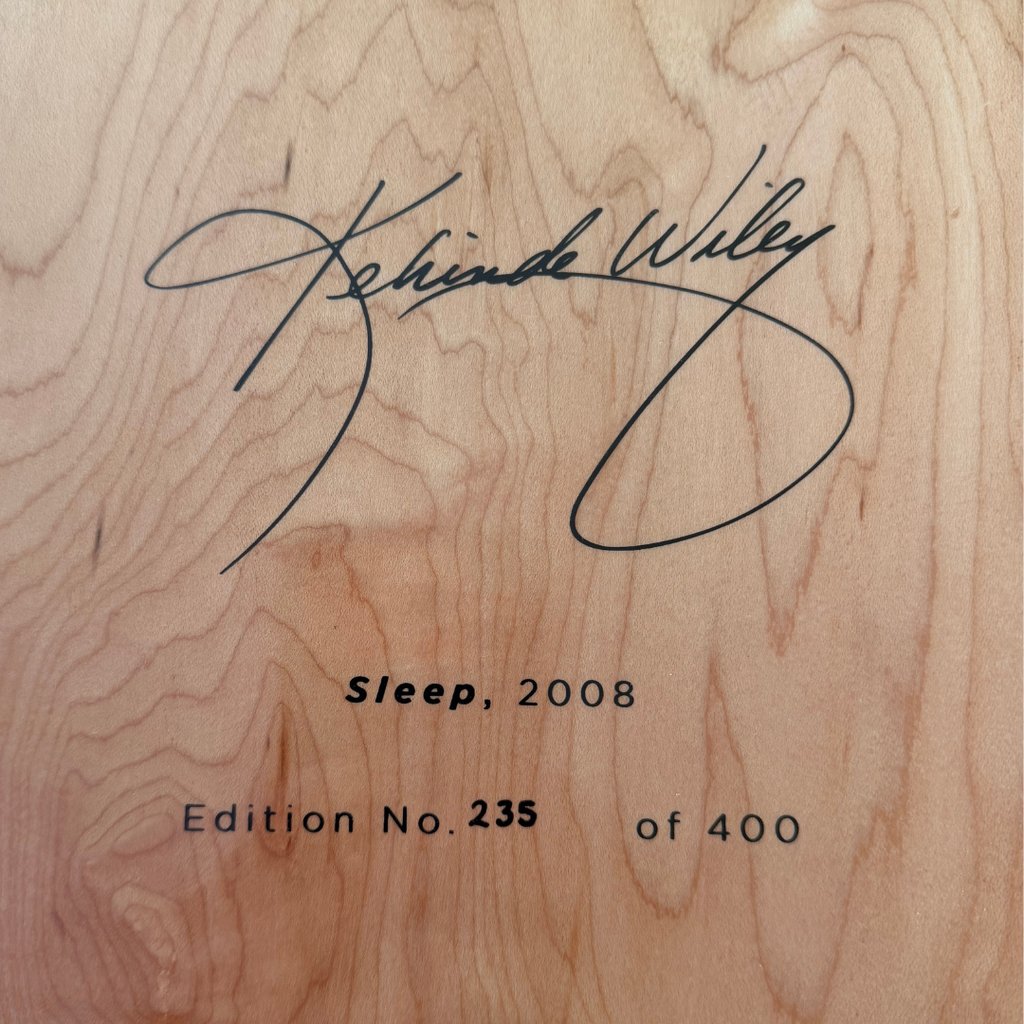 Kehinde Wiley
Sleep, 2008
Edition No. 235 of 400